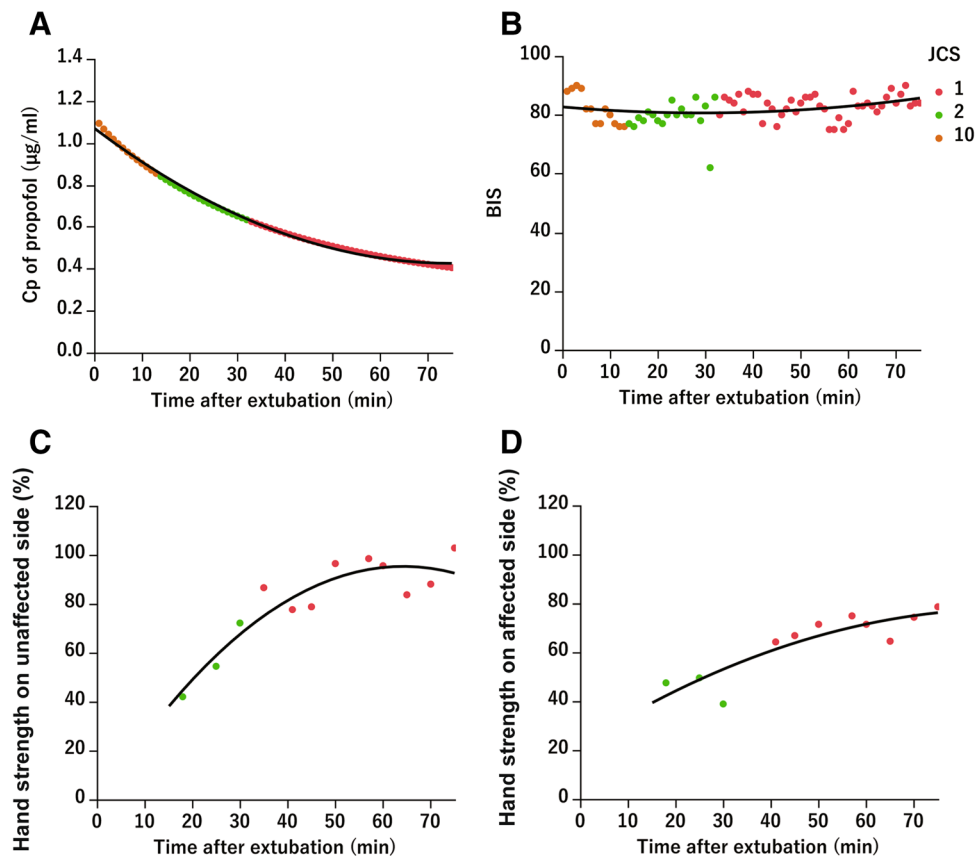 A
1.4
1.2
1.0
0.8
0.6
0.4
0.2
0.0
Cp of propofol (μg/ml)
0 10 20 30 40 50 60 70
Time after extubation (min)
B
100
80
60
40
20
0
BIS
0 10 20 30 40 50 60 70
Time after extubation (min)
JCS
1
2
10
C
120
100
80
60
40
20
0
Hand strength on unaffected side (%)
0 10 20 30 40 50 60 70
Time after extubation (min)
D
120
100
80
60
40
20
0
Hand strength on affected side (%)
0 10 20 30 40 50 60 70
Time after extubation (min)